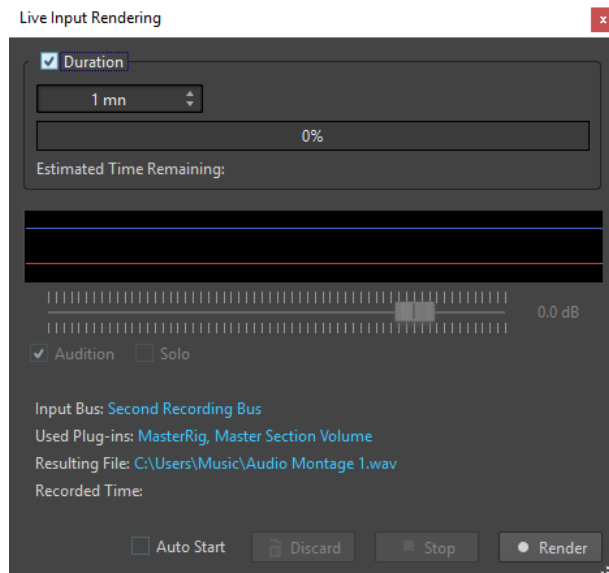 Live Input Rendering
x
Duration
1 mn
0%
Estimated Time Remaining:
0.0 dB
Audition Solo
Input Bus: Second Recording Bus
Used Plug-ins: MasterRig, Master Section Volume
Resulting File: C:\Users\Music\Audio Montage 1.wav
Recorded Time:
Auto Start Discard Stop Render